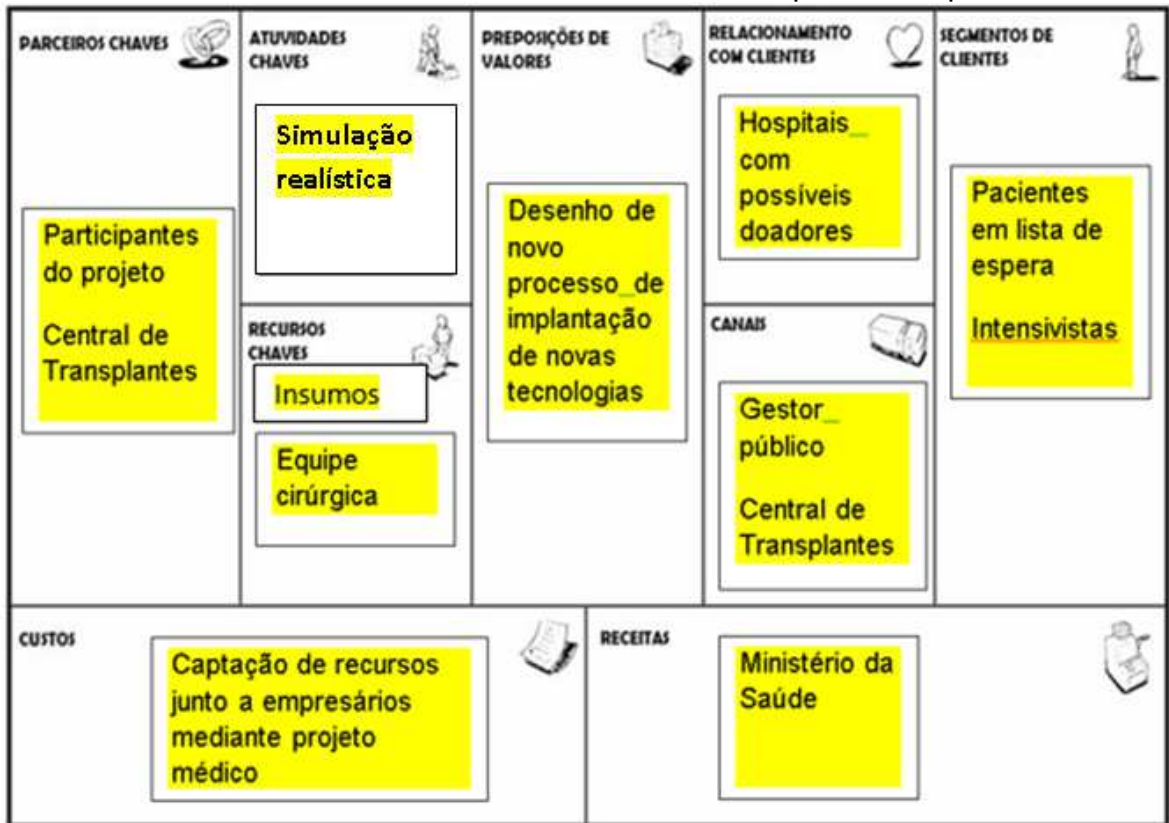 PARCEIROS CHAVES
Participantes
do projeto
Central de
Transplantes
ATUVIDADES
CHAVES
Simulação
realística
RECURSOS
CHAVES
Insumos
Equipe
cirúrgica
PREPOSIÇÕES DE
VALORES
Desenho de
novo
processo_de
implantação
de novas
tecnologias
RELACIONAMENTO
COM CLIENTES
Hospitais_
com
possíveis
doadores
CANAIS
Gestor_
público
Central de
Transplantes
SEGMENTOS DE
CLIENTES
Pacientes
em lista de
espera
Intensivistas
CUSTOS
Captação de recursos
junto a empresários
mediante projeto
médico
RECEITAS
Ministério da
Saúde